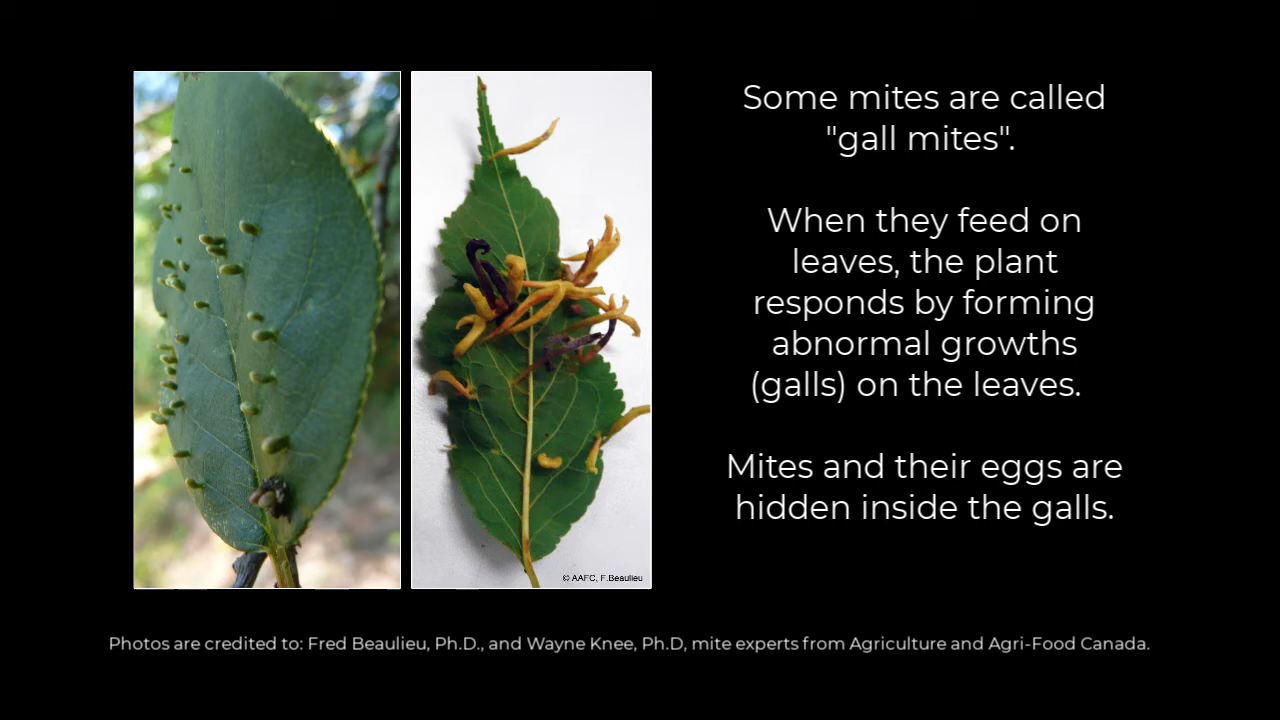 Some mites are called
"gall mites".
When they feed on
leaves, the plant
responds by forming
abnormal growths
(galls) on the leaves.
Mites and their eggs are
hidden inside the galls.
© AAFC, F.Beaulieu
Photos are credited to: Fred Beaulieu, Ph.D., and Wayne Knee, Ph.D, mite experts from Agriculture and Agri-Food Canada.